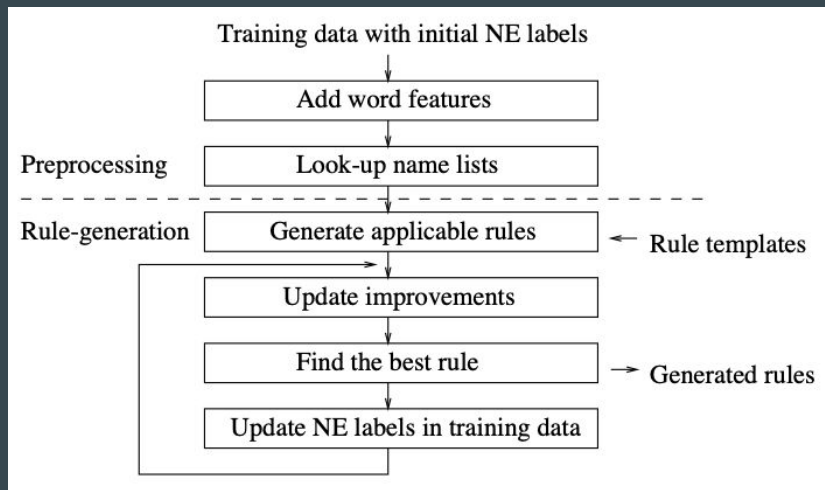 Training data with initial NE labels
Add word features
Preprocessing
Look-up name lists
Rule-generation
Generate applicable rules
Rule templates
Update improvements
Find the best rule
Generated rules
Update NE labels in training data